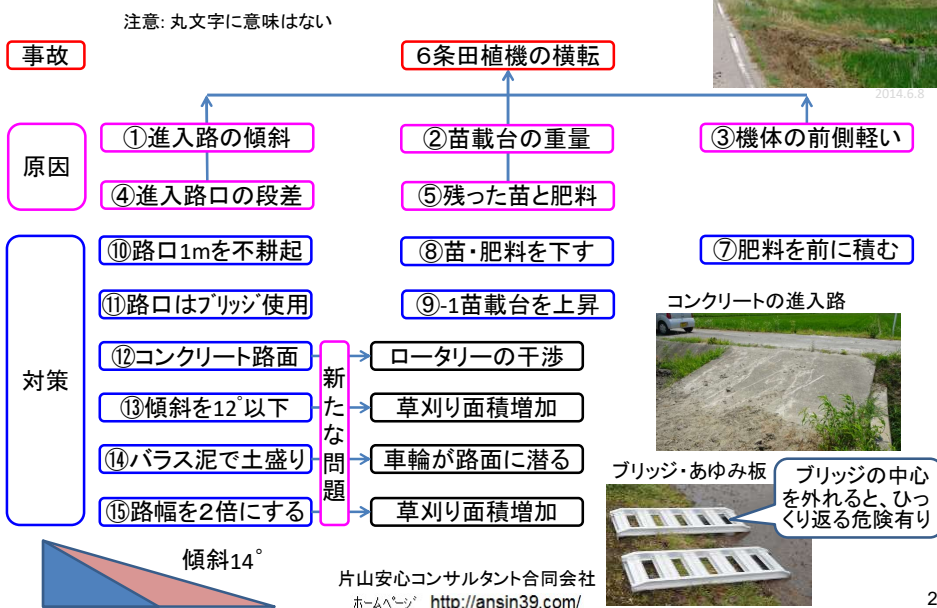 注意: 丸文字に意味はない
事故
6条田植機の横転
2014.6.8
原因
①進入路の傾斜
②苗載台の重量
③機体の前側軽い
④進入路口の段差
⑤残った苗と肥料
対策
⑩路口1mを不耕起
⑧苗・肥料を下す
⑦肥料を前に積む
⑪路口はブリッジ使用
⑨-1苗載台を上昇
コンクリートの進入路
⑫コンクリート路面
新たな問題
ロータリーの干渉
⑬傾斜を12°以下
草刈り面積増加
⑭バラス泥で土盛り
車輪が路面に潜る
⑮路幅を2倍にする
草刈り面積増加
ブリッジ・あゆみ板
ブリッジの中心
を外れると、ひっ
くり返る危険有り
傾斜14°
片山安心コンサルタント合同会社
ホームページ http://ansin39.com/
2